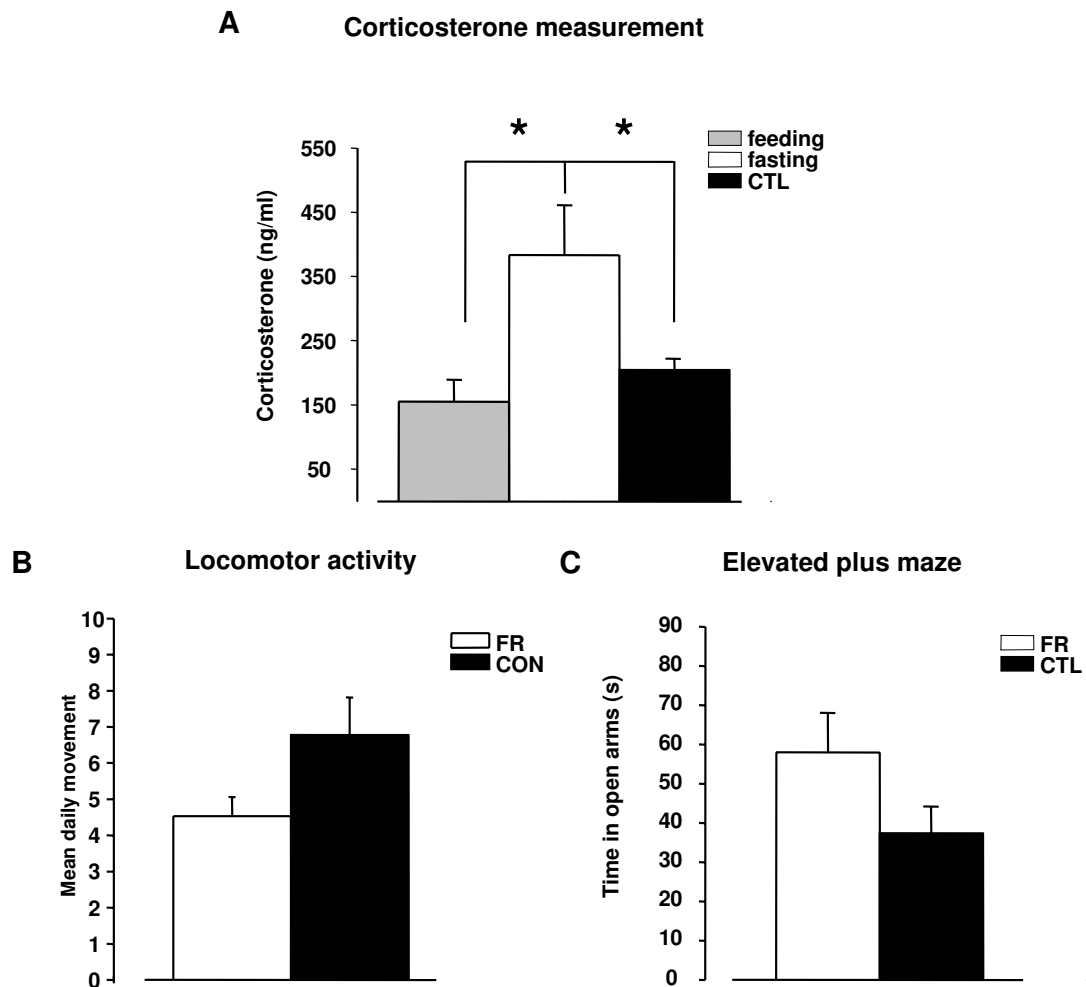 A Corticosterone measurement
* *
feeding
fasting
CTL
Corticosterone (ng/ml)
550
450
350
250
150
50
B Locomotor activity
Mean daily movement
10
9
8
7
6
5
4
3
2
1
0
FR
CON
C Elevated plus maze
Time in open arms (s)
90
80
70
60
50
40
30
20
10
0
FR
CTL